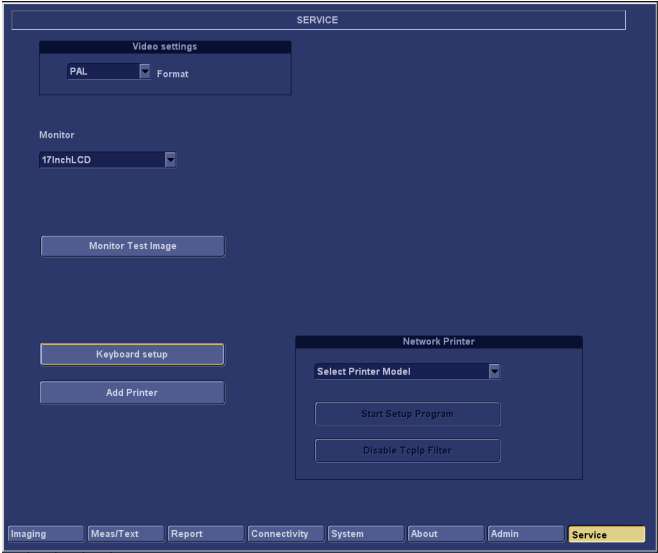 SERVICE
Video settings
PAL
Format
Monitor
17InchLCD
Monitor Test Image
Network Printer
Keyboard setup
Select Printer Model
Add Printer
Start Setup Program
Disable TcpIp Filter
Imaging Meas/Text Report Connectivity System About Admin Service